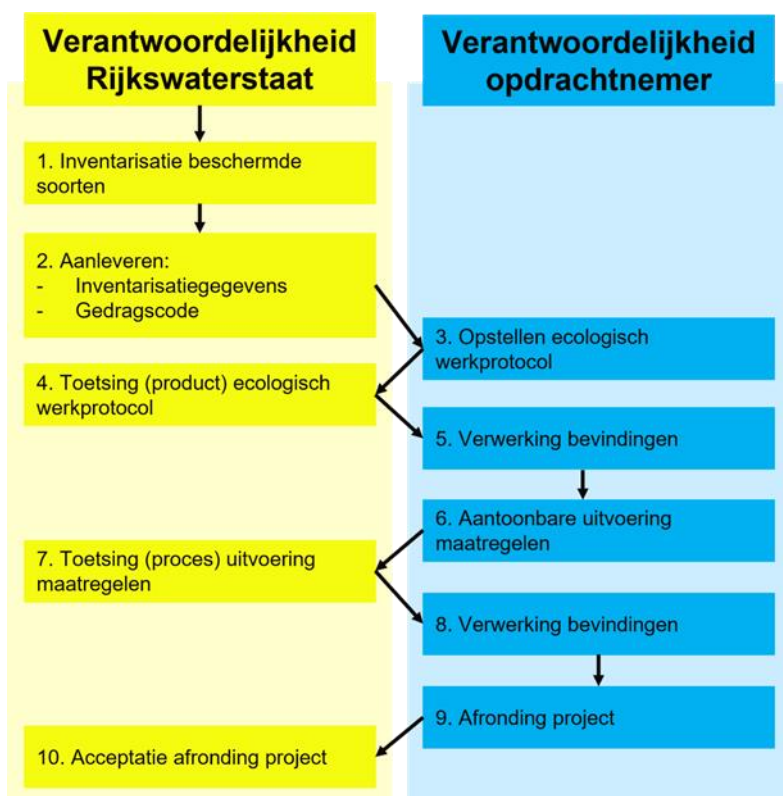 Verantwoordelijkheid
Rijkswaterstaat
Verantwoordelijkheid
opdrachtnemer
1. Inventarisatie beschermde
soorten
2. Aanleveren:
- Inventarisatiegegevens
- Gedragscode
3. Opstellen ecologisch
werkprotocol
4. Toetsing (product) ecologisch
werkprotocol
5. Verwerking bevindingen
6. Aantoonbare uitvoering
maatregelen
7. Toetsing (proces) uitvoering
maatregelen
8. Verwerking bevindingen
9. Afronding project
10. Acceptatie afronding project